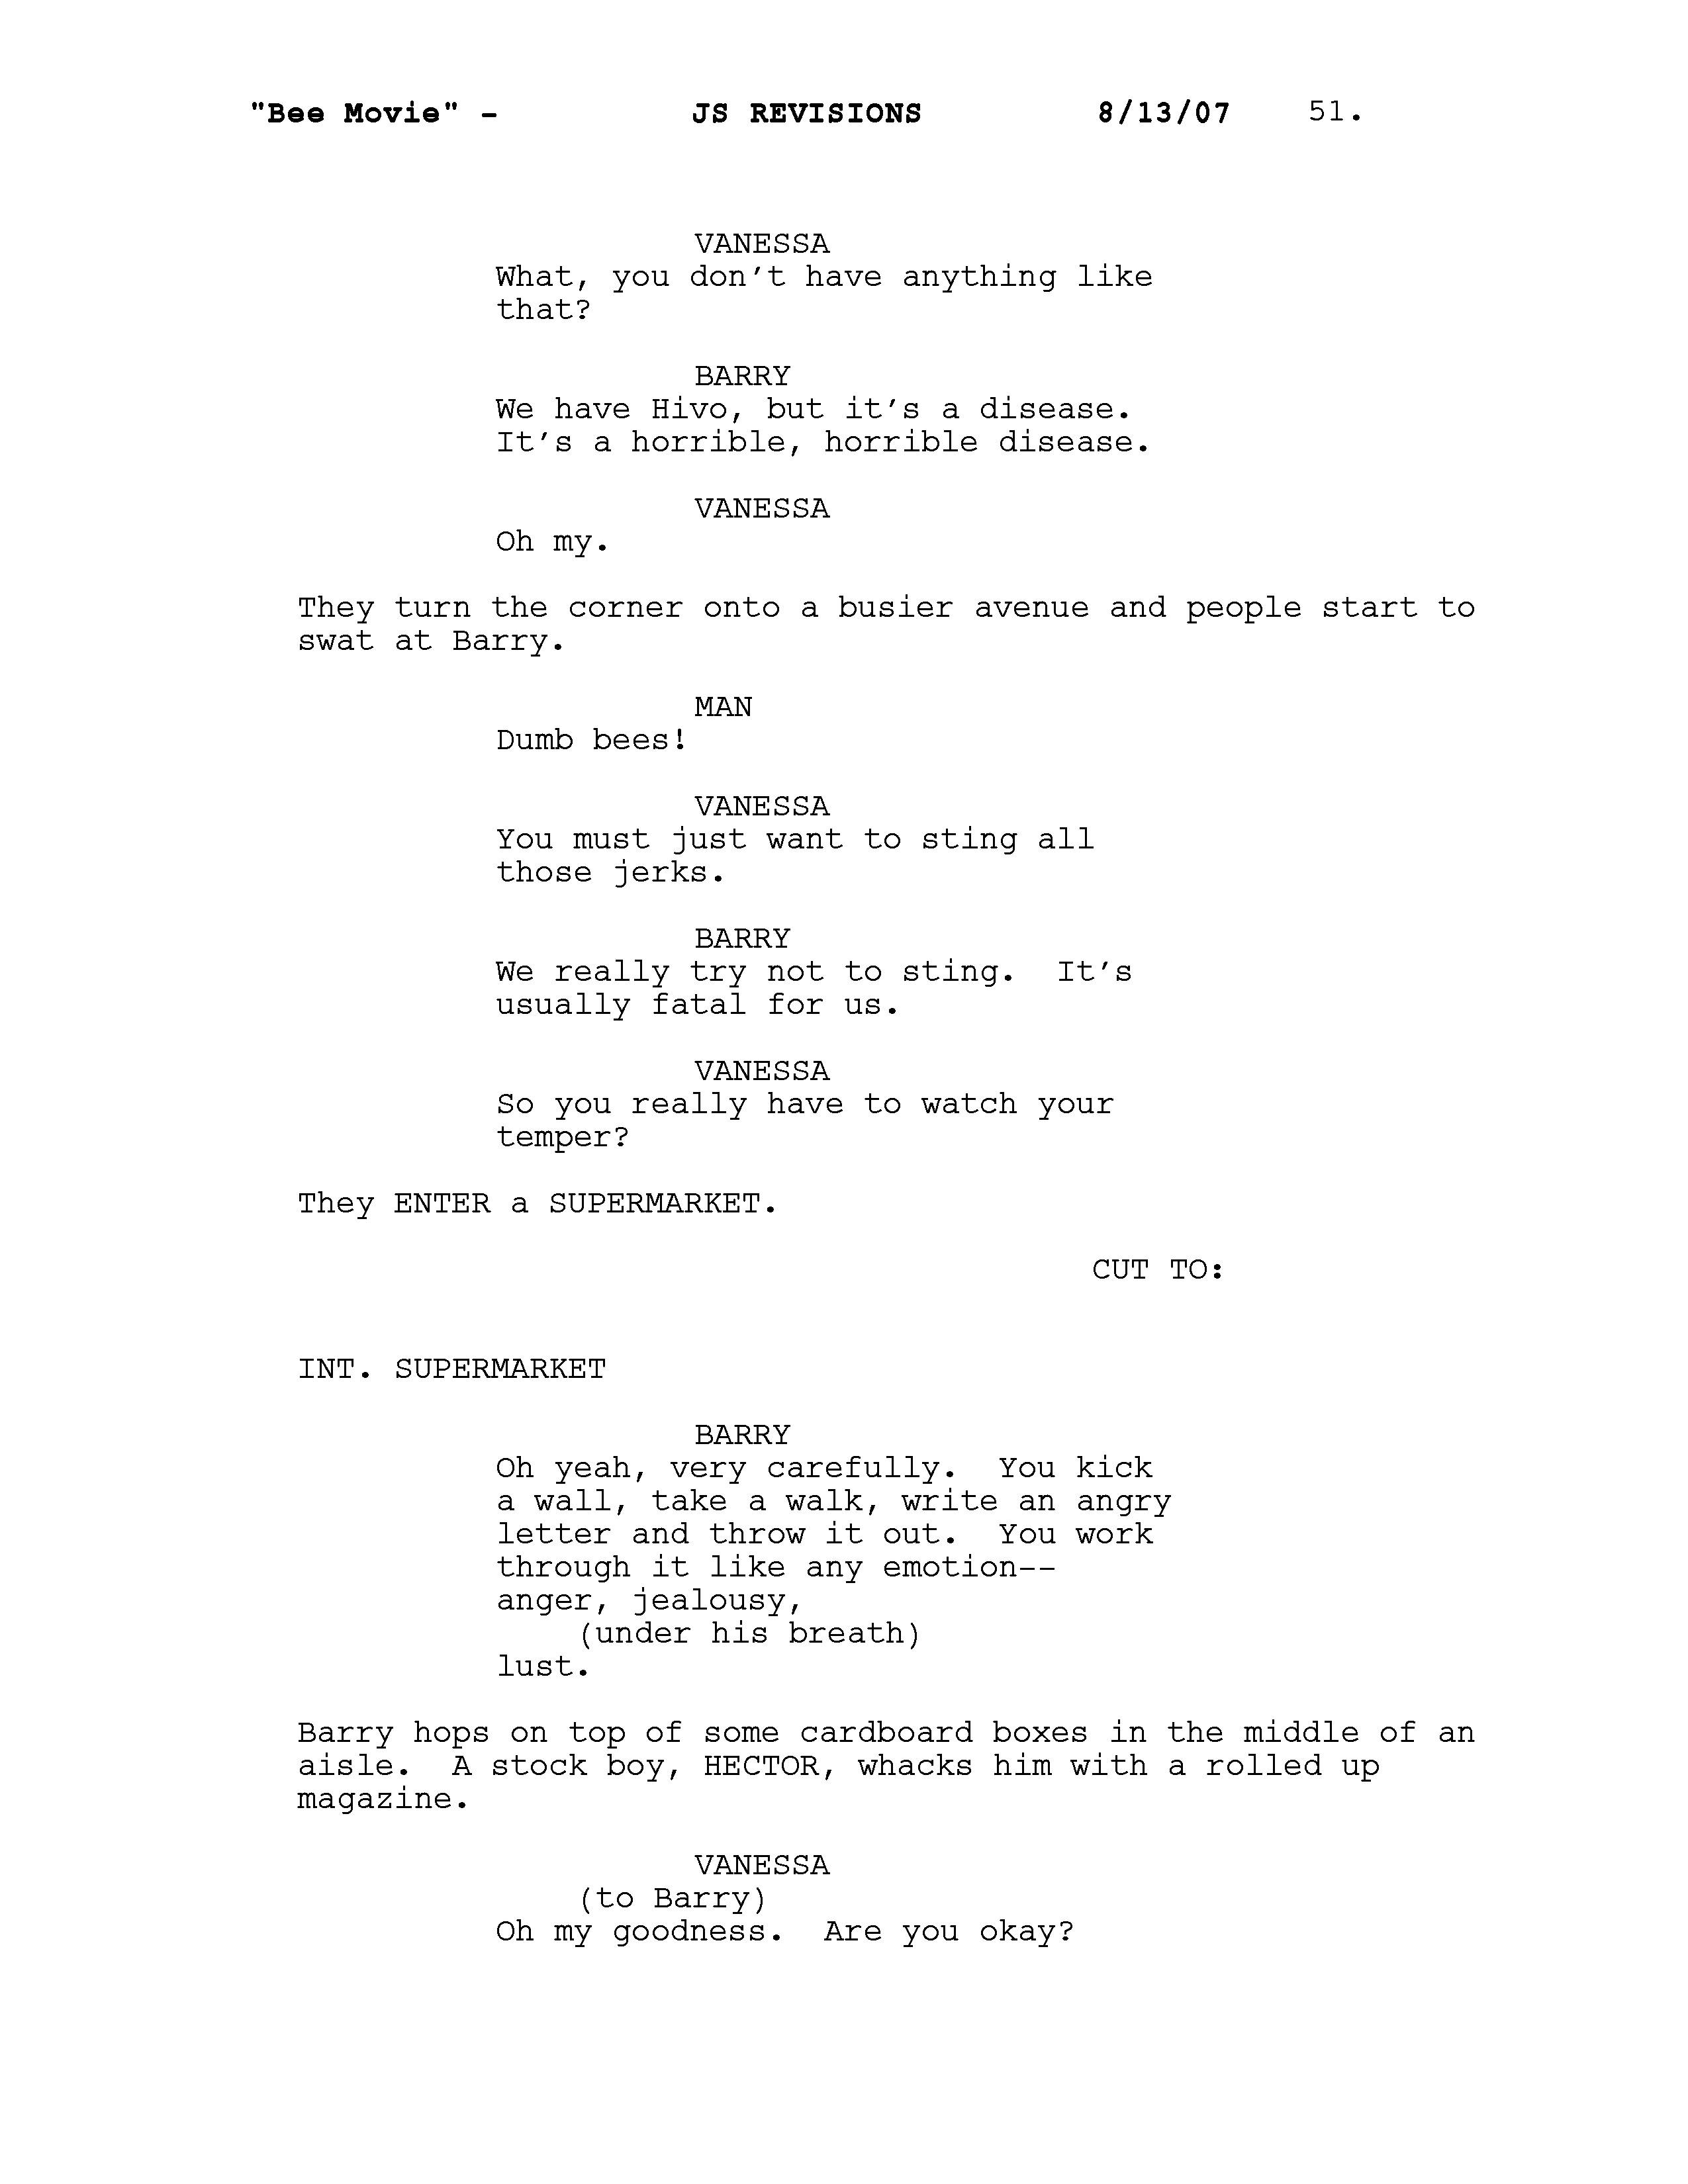 "Bee Movie" - JS REVISIONS 8/13/07 51.
VANESSA
What, you don't have anything like
that?
BARRY
We have Hivo, but it's a disease.
It's a horrible, horrible disease.
VANESSA
Oh my.
They turn the corner onto a busier avenue and people start to
swat at Barry.
MAN
Dumb bees!
VANESSA
You must just want to sting all
those jerks.
BARRY
We really try not to sting.  It's
usually fatal for us.
VANESSA
So you really have to watch your
temper?
They ENTER a SUPERMARKET.
CUT TO:
INT. SUPERMARKET
BARRY
Oh yeah, very carefully.  You kick
a wall, take a walk, write an angry
letter and throw it out.  You work
through it like any emotion--
anger, jealousy,
(under his breath)
lust.
Barry hops on top of some cardboard boxes in the middle of an
aisle.  A stock boy, HECTOR, whacks him with a rolled up
magazine.
VANESSA
(to Barry)
Oh my goodness.  Are you okay?